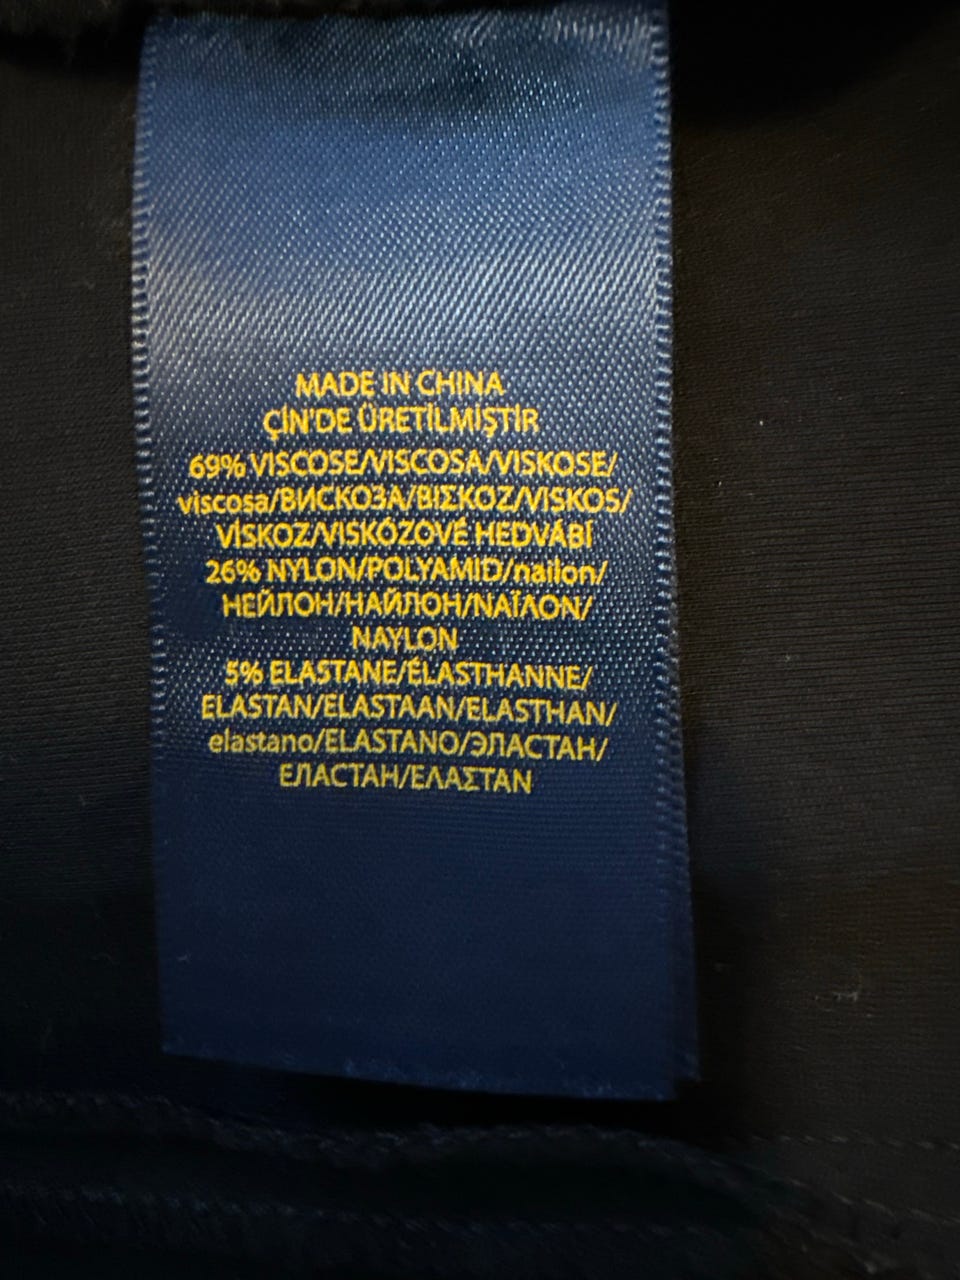 MADE IN CHINA
ÇİN'DE ÜRETİLMİŞTİR
69% VISCOSE/VISCOSA/VISKOSE/
viscosa/ВИСКОЗА/ΒΙΣΚΟΖ/VISKOS/
VİSKOZ/VISKÓZOVÉ HEDVÁBÍ
26% NYLON/POLYAMID/nailon/
НЕЙЛОН/НАЙЛОН/ΝΑΪΛΟΝ/
NAYLON
5% ELASTANE/ÉLASTHANNE/
ELASTAN/ELASTAAN/ELASTHAN/
elastano/ELASTANO/ЭЛАСТАН/
ЕЛАСТАН/ΕΛΑΣΤΑΝ